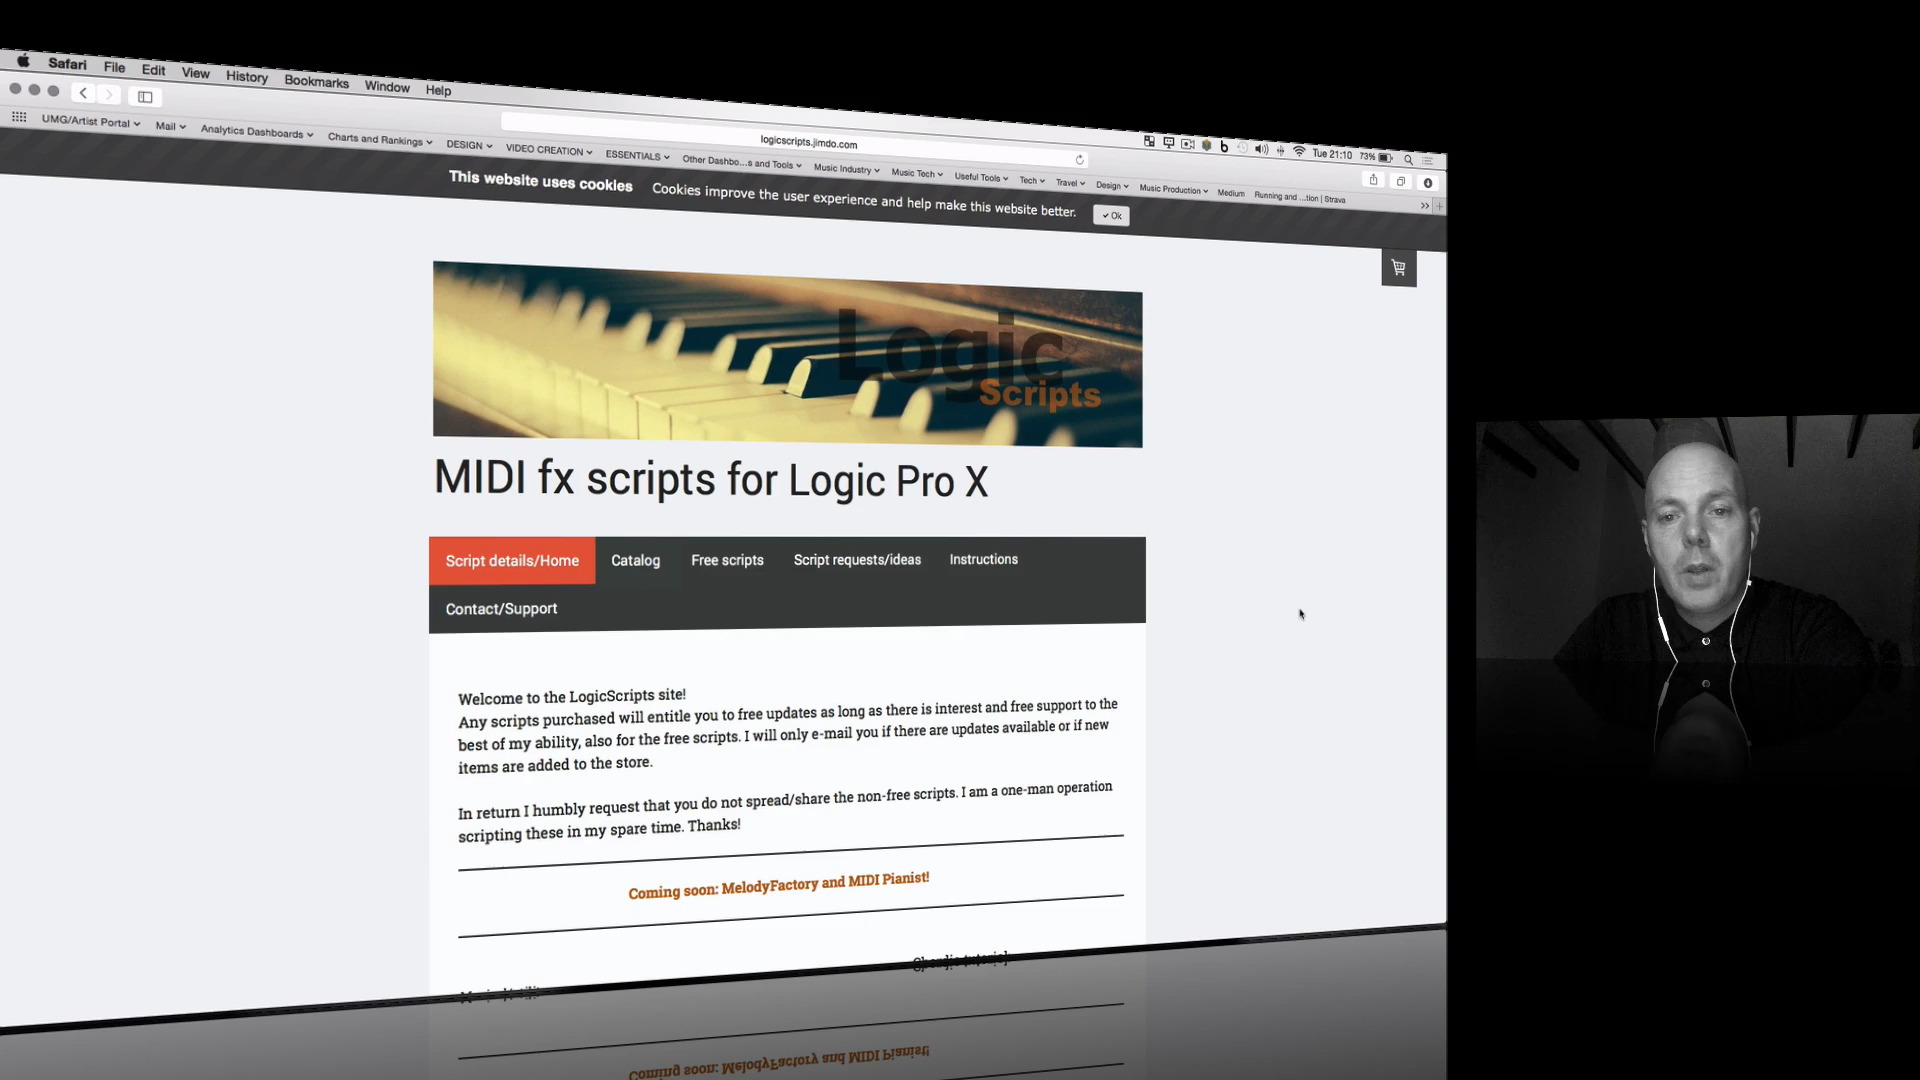 Safari File Edit View History Bookmarks Window Help
Tue 21:10 73%
logicscripts.jimdo.com
UMG/Artist Portal Mail Analytics Dashboards Charts and Rankings DESIGN VIDEO CREATION ESSENTIALS Other Dashbo...s and Tools Music Industry Music Tech Useful Tools Tech Travel Design Music Production Medium Running and ...tion | Strava
This website uses cookies Cookies improve the user experience and help make this website better. Ok
Logic
Scripts
MIDI fx scripts for Logic Pro X
Script details/Home Catalog Free scripts Script requests/ideas Instructions
Contact/Support
Welcome to the LogicScripts site!
Any scripts purchased will entitle you to free updates as long as there is interest and free support to the
best of my ability, also for the free scripts. I will only e-mail you if there are updates available or if new
items are added to the store.
In return I humbly request that you do not spread/share the non-free scripts. I am a one-man operation
scripting these in my spare time. Thanks!
Coming soon: MelodyFactory and MIDI Pianist!